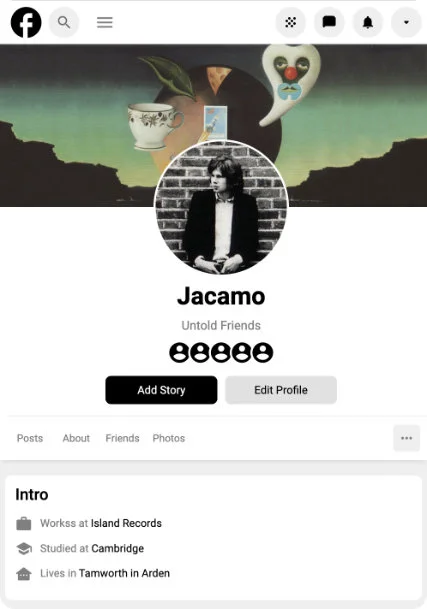 Jacamo
Untold Friends
Add Story Edit Profile
Posts About Friends Photos
Intro
Workss at Island Records
Studied at Cambridge
Lives in Tamworth in Arden